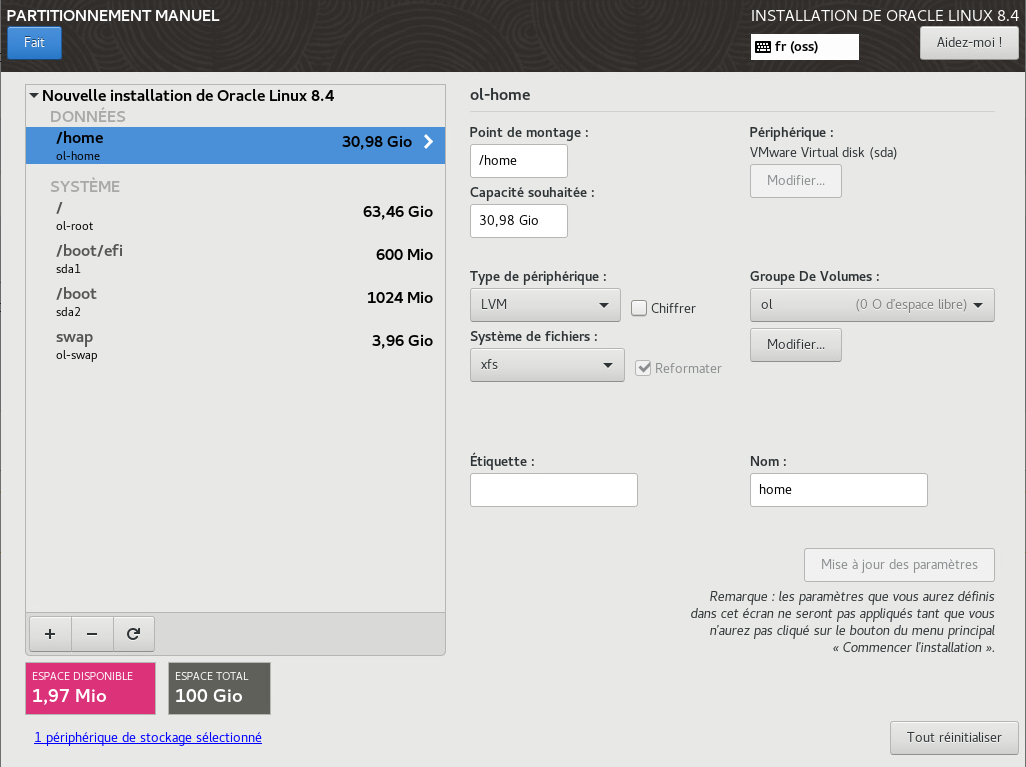 PARTITIONNEMENT MANUEL
INSTALLATION DE ORACLE LINUX 8.4
Fait
fr (oss)
Aidez-moi !
Nouvelle installation de Oracle Linux 8.4
DONNÉES
/home
30,98 Gio
ol-home
SYSTÈME
/
63,46 Gio
ol-root
/boot/efi
600 Mio
sda1
/boot
1024 Mio
sda2
swap
3,96 Gio
ol-swap
ol-home
Point de montage :
/home
Capacité souhaitée :
30,98 Gio
Périphérique :
VMware Virtual disk (sda)
Modifier...
Type de périphérique :
LVM
Chiffrer
Groupe De Volumes :
ol (0 O d'espace libre)
Modifier...
Système de fichiers :
xfs
Reformater
Étiquette :
Nom :
home
Mise à jour des paramètres
Remarque : les paramètres que vous aurez définis
dans cet écran ne seront pas appliqués tant que vous
n'aurez pas cliqué sur le bouton du menu principal
« Commencer l'installation ».
ESPACE DISPONIBLE
1,97 Mio
ESPACE TOTAL
100 Gio
1 périphérique de stockage sélectionné
Tout réinitialiser